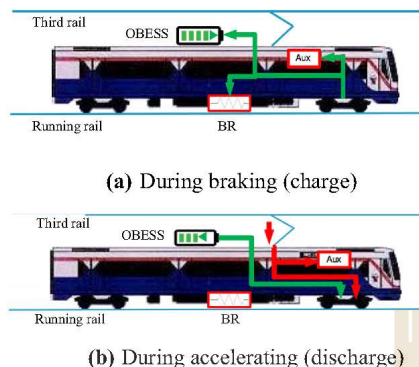 Third rail
OBESS
Aux
Running rail
BR
(a) During braking (charge)
Third rail
OBESS
Aux
Running rail
BR
(b) During accelerating (discharge)